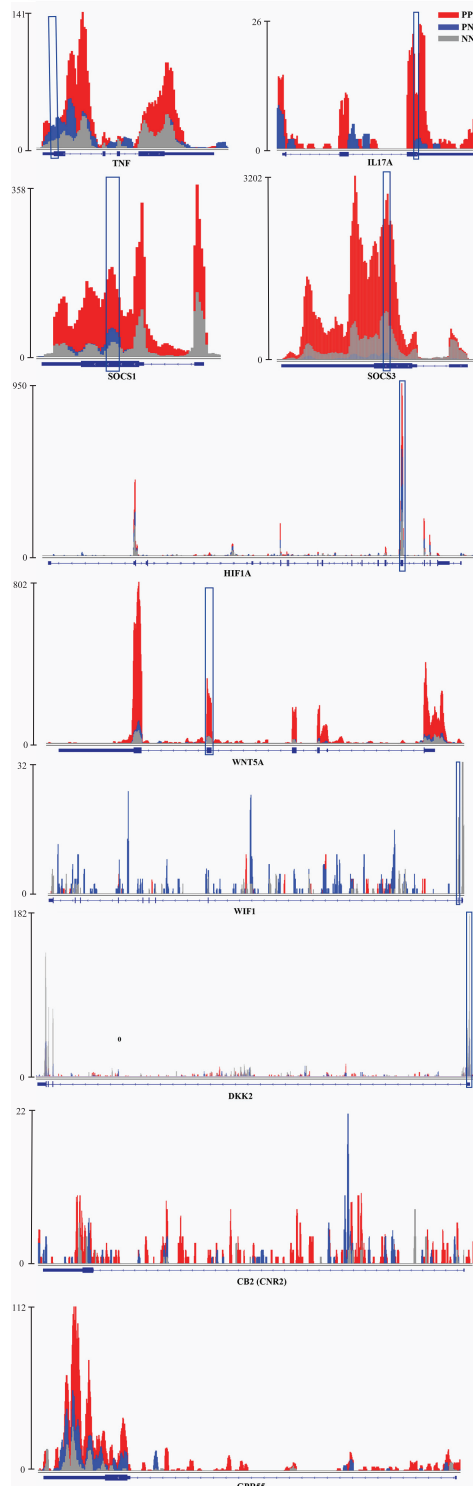 141
0
TNF
26
0
IL17A
PP
PN
NN
358
0
SOCS1
3202
0
SOCS3
950
0
HIF1A
802
0
WNT5A
32
0
WIF1
182
0
0
DKK2
22
0
CB2 (CNR2)
112
0
GPR55